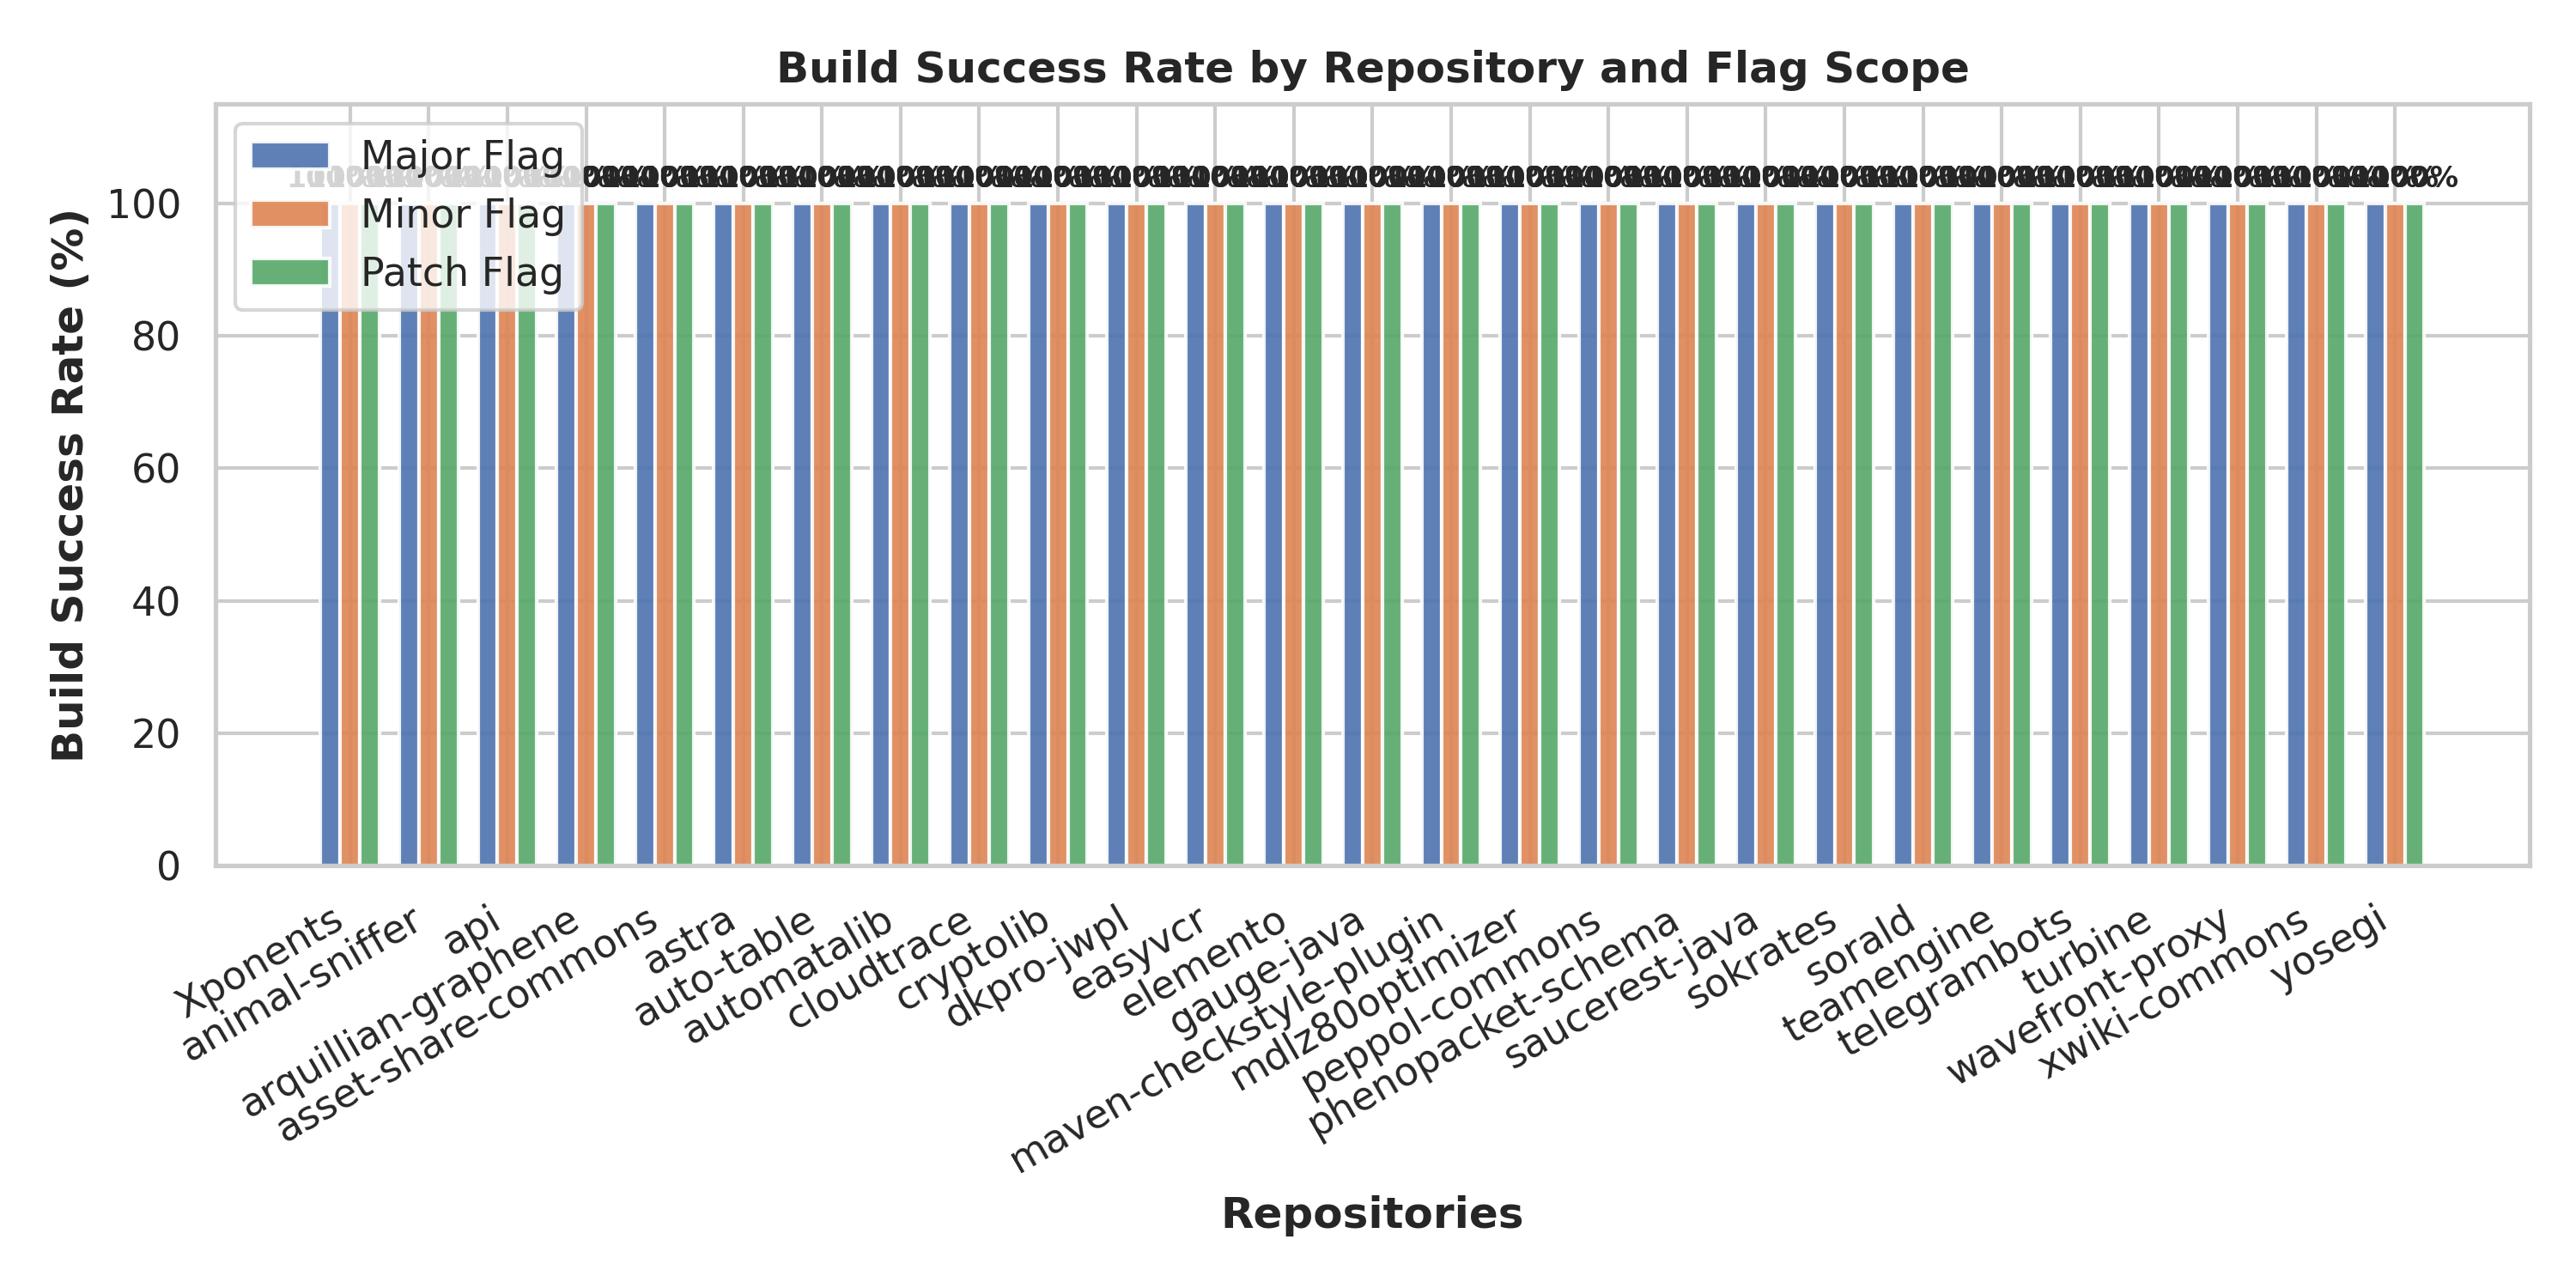 Build Success Rate by Repository and Flag Scope
Major Flag
Minor Flag
Patch Flag
Build Success Rate (%)
100
80
60
40
20
0
Xponents
animal-sniffer
api
arquillian-graphene
asset-share-commons
astra
auto-table
automatalib
cloudtrace
cryptolib
dkpro-jwpl
easyvcr
elemento
gauge-java
maven-checkstyle-plugin
mdlz80optimizer
peppol-commons
phenopacket-schema
saucerest-java
sokrates
sorald
teamengine
telegrambots
turbine
wavefront-proxy
xwiki-commons
yosegi
Repositories